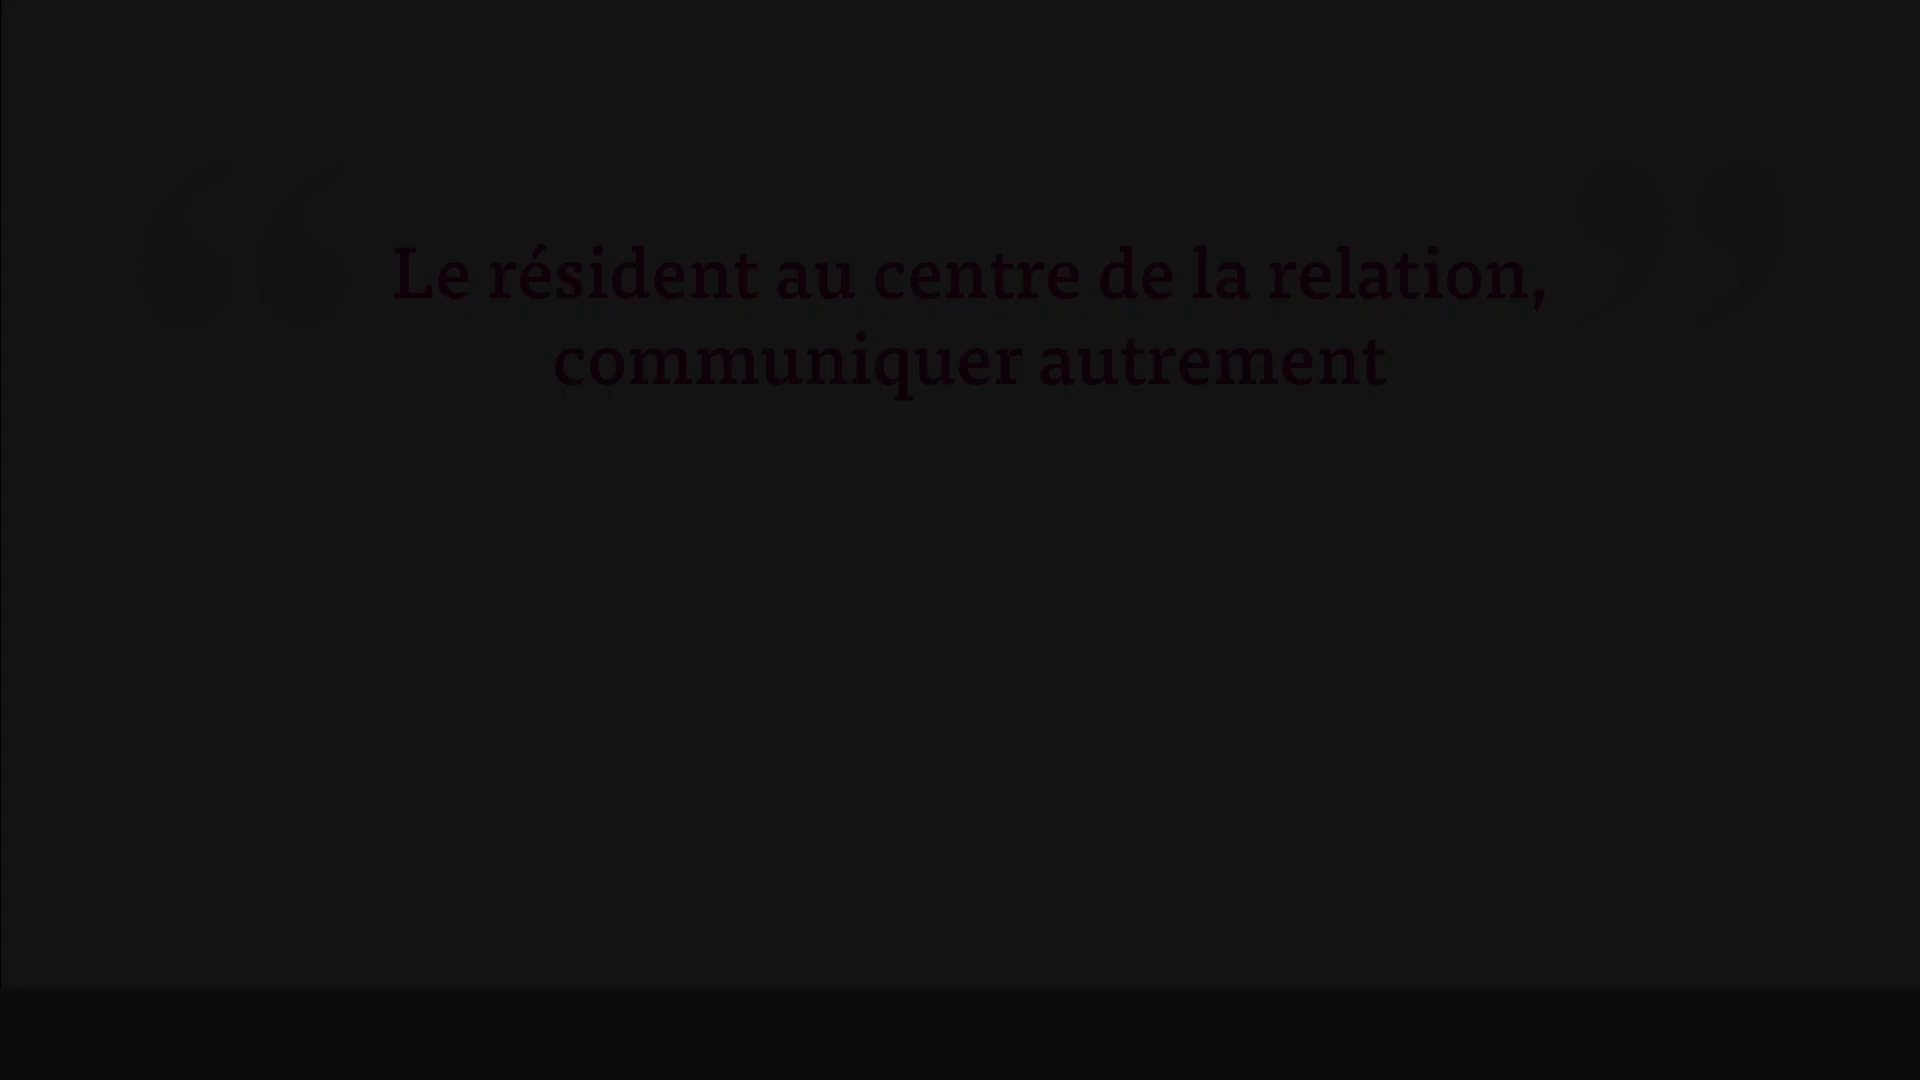 “ Le résident au centre de la relation, ”
communiquer autrement